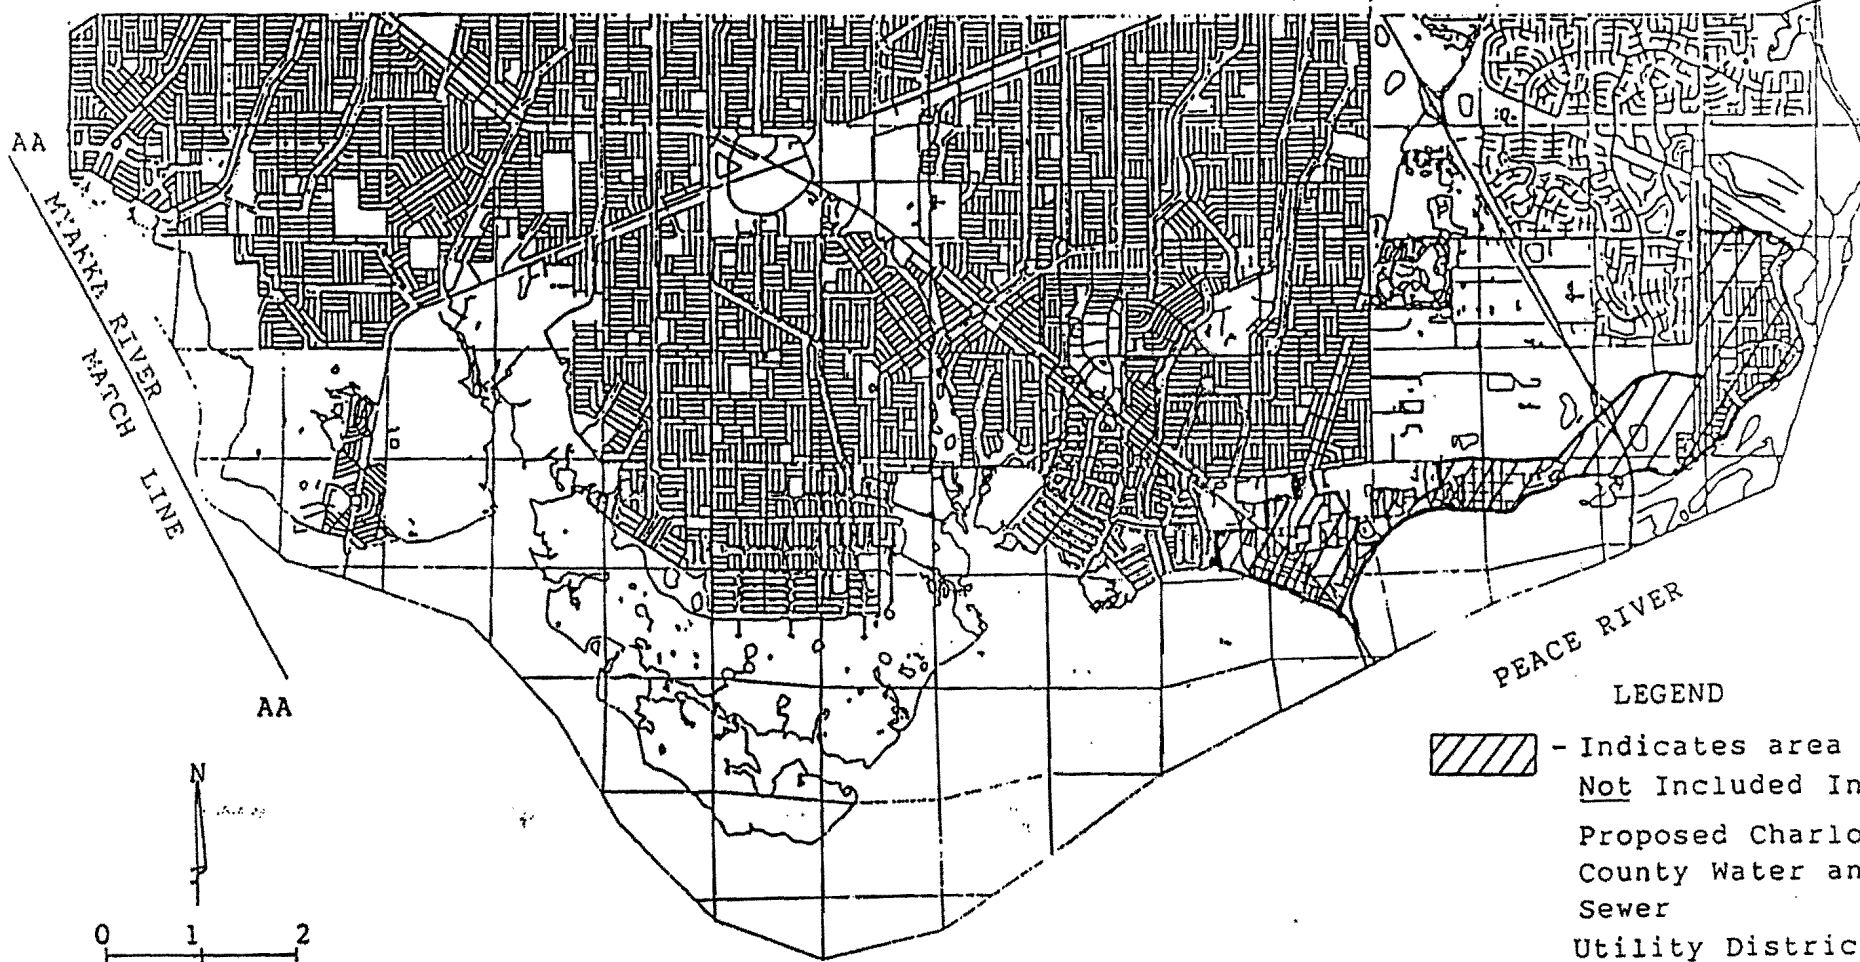 AA
MYAKKA RIVER
MATCH LINE
AA
PEACE RIVER
LEGEND
- Indicates area
Not Included In
Proposed Charlo
County Water an
Sewer
Utility Distric
N
0 1 2